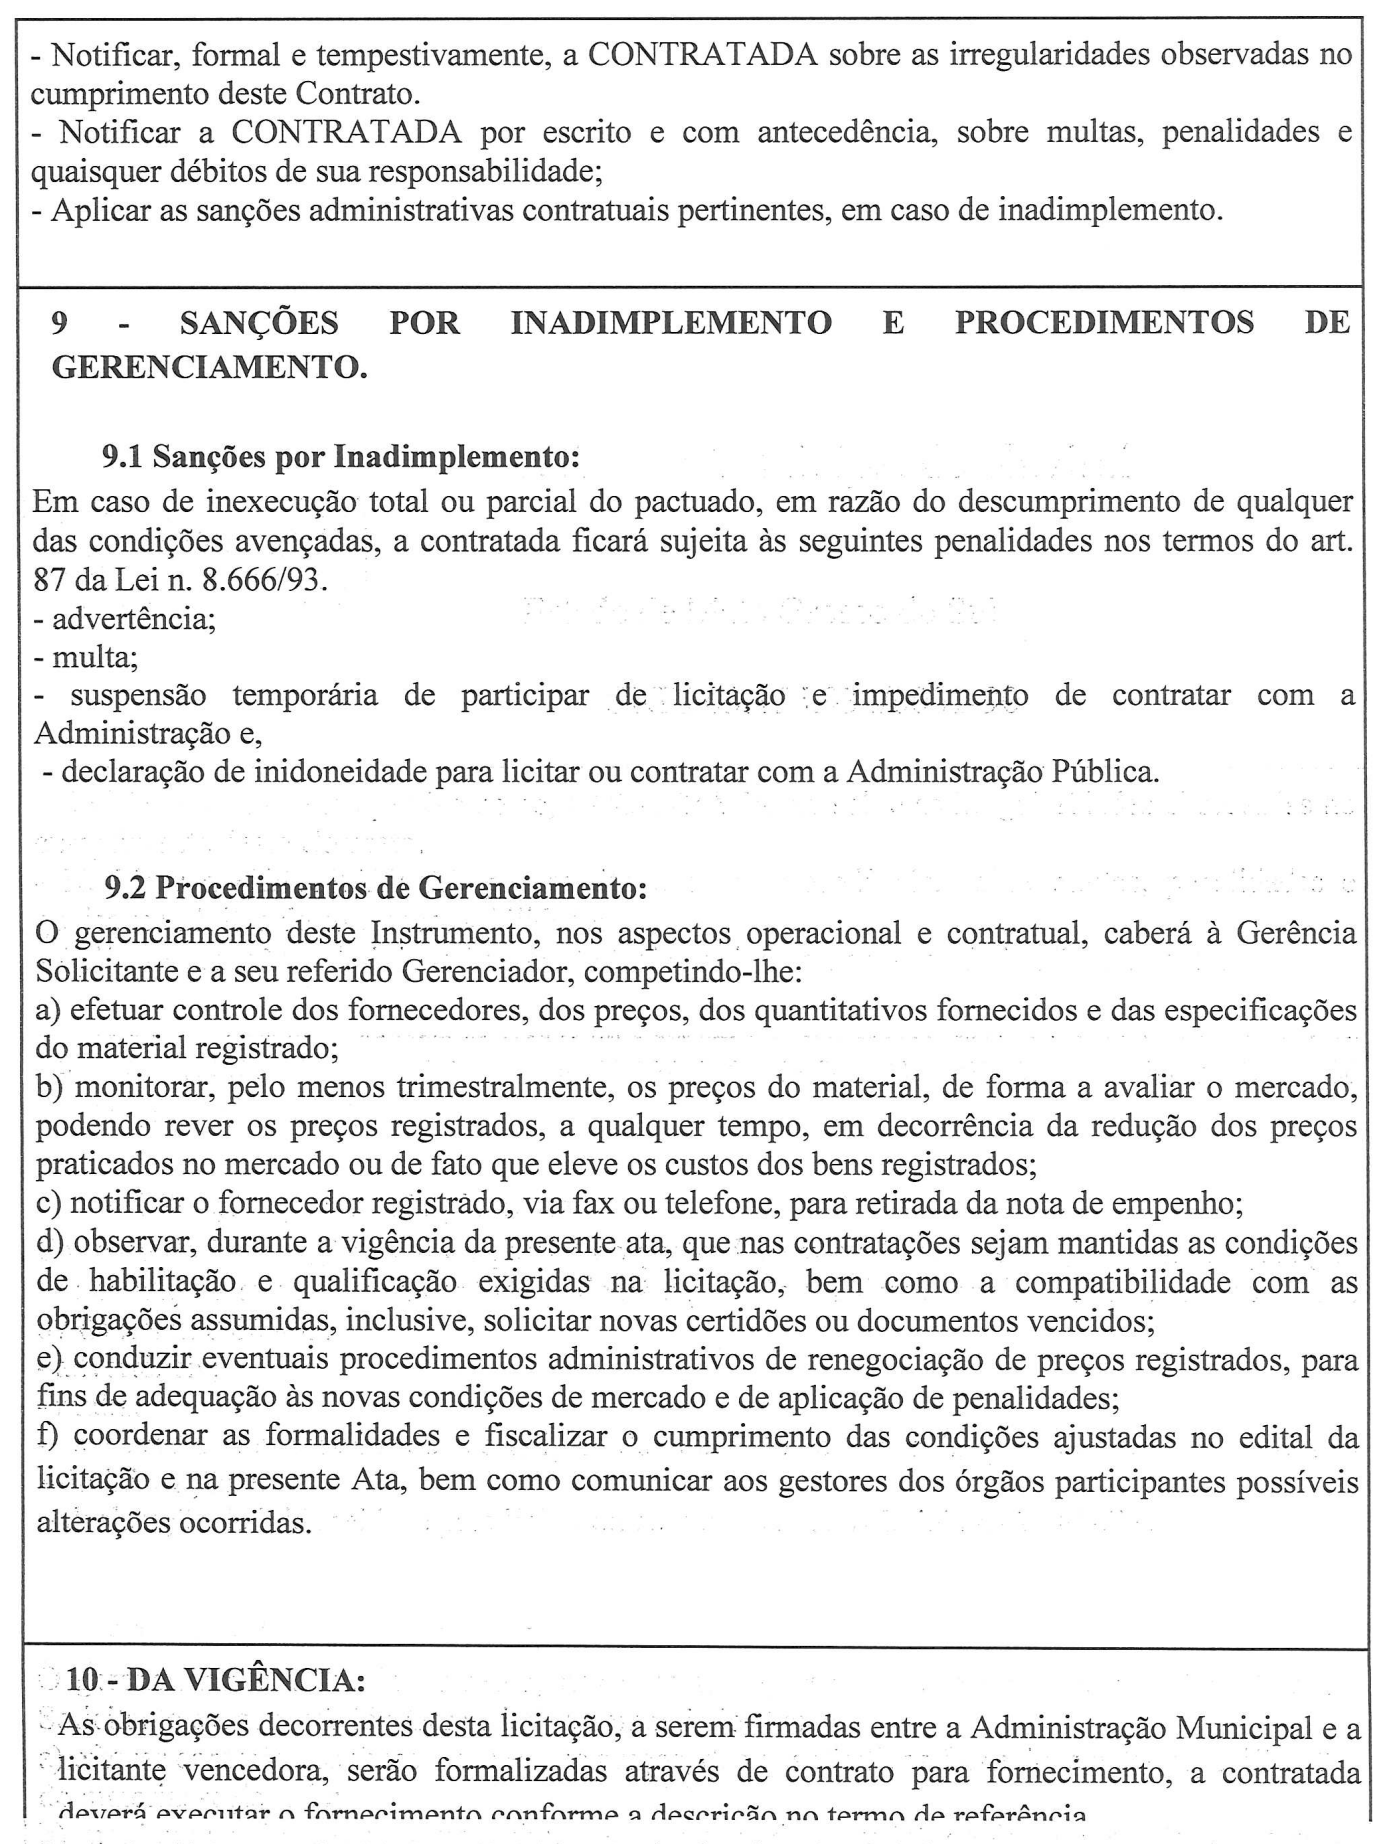 - Notificar, formal e tempestivamente, a CONTRATADA sobre as irregularidades observadas no
cumprimento deste Contrato.
- Notificar a CONTRATADA por escrito e com antecedência, sobre multas, penalidades e
quaisquer débitos de sua responsabilidade;
- Aplicar as sanções administrativas contratuais pertinentes, em caso de inadimplemento.
9 - SANÇÕES POR INADIMPLEMENTO E PROCEDIMENTOS DE
GERENCIAMENTO.
9.1 Sanções por Inadimplemento:
Em caso de inexecução total ou parcial do pactuado, em razão do descumprimento de qualquer
das condições avençadas, a contratada ficará sujeita às seguintes penalidades nos termos do art.
87 da Lei n. 8.666/93.
- advertência;
- multa;
- suspensão temporária de participar de licitação e impedimento de contratar com a
Administração e,
- declaração de inidoneidade para licitar ou contratar com a Administração Pública.
9.2 Procedimentos de Gerenciamento:
O gerenciamento deste Instrumento, nos aspectos operacional e contratual, caberá à Gerência
Solicitante e a seu referido Gerenciador, competindo-lhe:
a) efetuar controle dos fornecedores, dos preços, dos quantitativos fornecidos e das especificações
do material registrado;
b) monitorar, pelo menos trimestralmente, os preços do material, de forma a avaliar o mercado,
podendo rever os preços registrados, a qualquer tempo, em decorrência da redução dos preços
praticados no mercado ou de fato que eleve os custos dos bens registrados;
c) notificar o fornecedor registrado, via fax ou telefone, para retirada da nota de empenho;
d) observar, durante a vigência da presente ata, que nas contratações sejam mantidas as condições
de habilitação e qualificação exigidas na licitação, bem como a compatibilidade com as
obrigações assumidas, inclusive, solicitar novas certidões ou documentos vencidos;
e) conduzir eventuais procedimentos administrativos de renegociação de preços registrados, para
fins de adequação às novas condições de mercado e de aplicação de penalidades;
f) coordenar as formalidades e fiscalizar o cumprimento das condições ajustadas no edital da
licitação e na presente Ata, bem como comunicar aos gestores dos órgãos participantes possíveis
alterações ocorridas.
10 - DA VIGÊNCIA:
As obrigações decorrentes desta licitação, a serem firmadas entre a Administração Municipal e a
licitante vencedora, serão formalizadas através de contrato para fornecimento, a contratada
deverá executar o fornecimento conforme a descrição no termo de referência